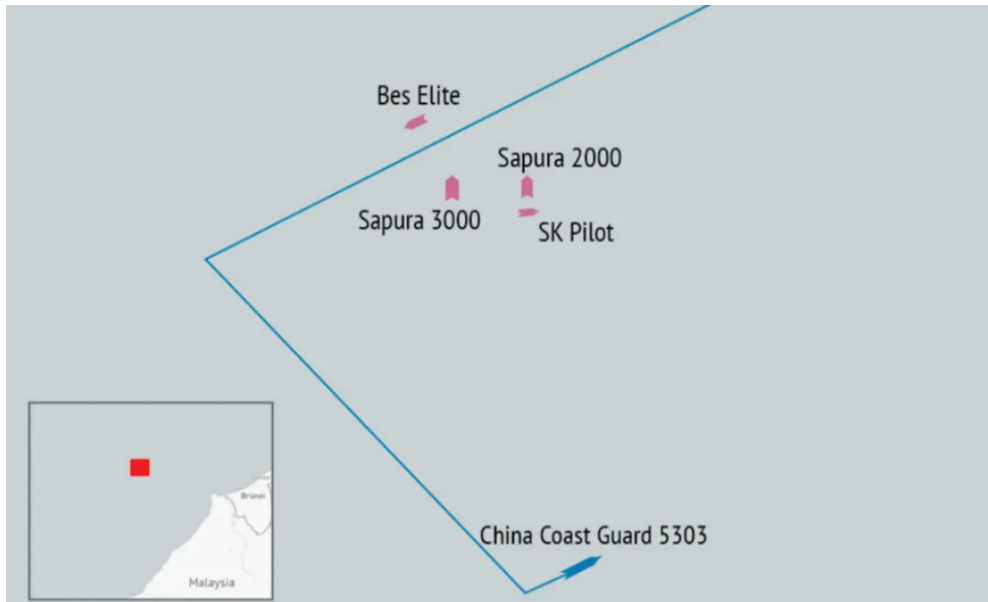 Bes Elite
Sapura 2000
Sapura 3000
SK Pilot
China Coast Guard 5303
Brunei
Malaysia